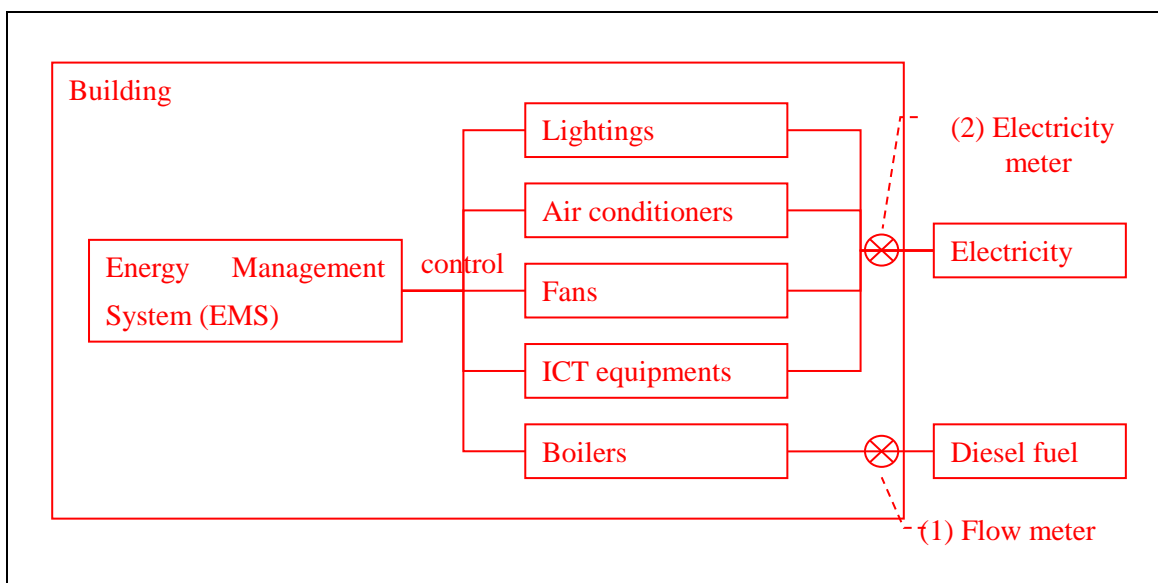 Building
Lightings
(2) Electricity
meter
Air conditioners
Energy Management
System (EMS)
control
Electricity
Fans
ICT equipments
Boilers
Diesel fuel
(1) Flow meter